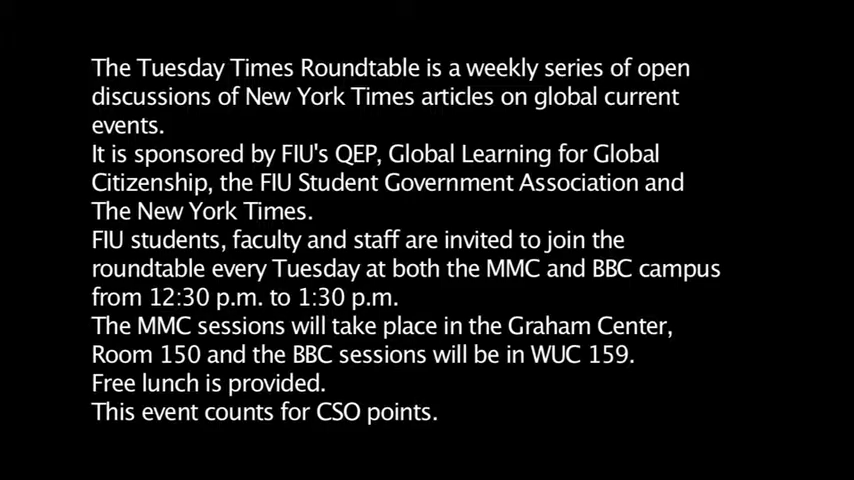 The Tuesday Times Roundtable is a weekly series of open
discussions of New York Times articles on global current
events.
It is sponsored by FIU's QEP, Global Learning for Global
Citizenship, the FIU Student Government Association and
The New York Times.
FIU students, faculty and staff are invited to join the
roundtable every Tuesday at both the MMC and BBC campus
from 12:30 p.m. to 1:30 p.m.
The MMC sessions will take place in the Graham Center,
Room 150 and the BBC sessions will be in WUC 159.
Free lunch is provided.
This event counts for CSO points.